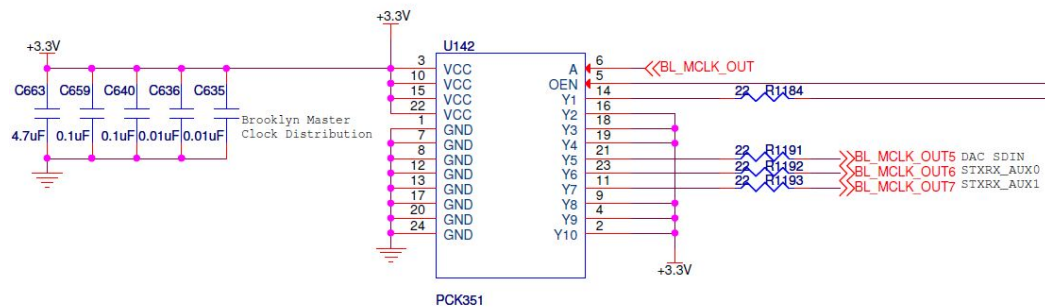 +3.3V
+3.3V
U142
C663 C659 C640 C636 C635
4.7uF 0.1uF 0.1uF 0.01uF 0.01uF
Brooklyn Master
Clock Distribution
3 VCC A 6 BL_MCLK_OUT
10 VCC OEN 5
15 VCC Y1 14 22 R1184
22 VCC Y2 16
1 GND Y3 18
7 GND Y4 19
8 GND Y5 21 22 R1191 BL_MCLK_OUT5 DAC SDIN
12 GND Y6 23 22 R1192 BL_MCLK_OUT6 STXRX_AUX0
13 GND Y7 11 22 R1193 BL_MCLK_OUT7 STXRX_AUX1
17 GND Y8 9
20 GND Y9 4
24 GND Y10 2
+3.3V
PCK351